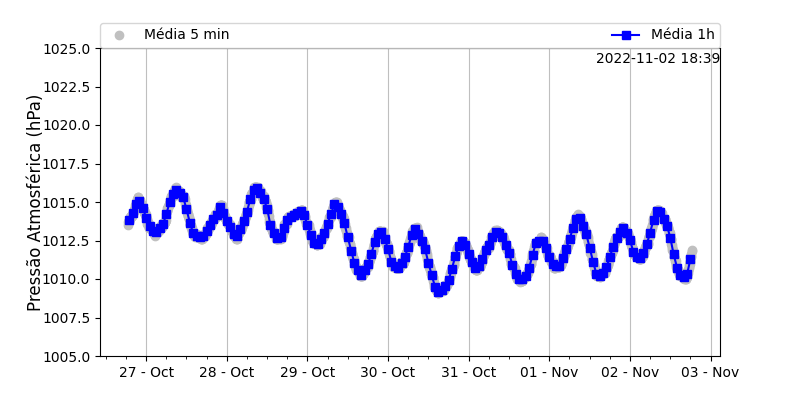 Média 5 min
Média 1h
2022-11-02 18:39
Pressão Atmosférica (hPa)
1025.0
1022.5
1020.0
1017.5
1015.0
1012.5
1010.0
1007.5
1005.0
27 - Oct
28 - Oct
29 - Oct
30 - Oct
31 - Oct
01 - Nov
02 - Nov
03 - Nov